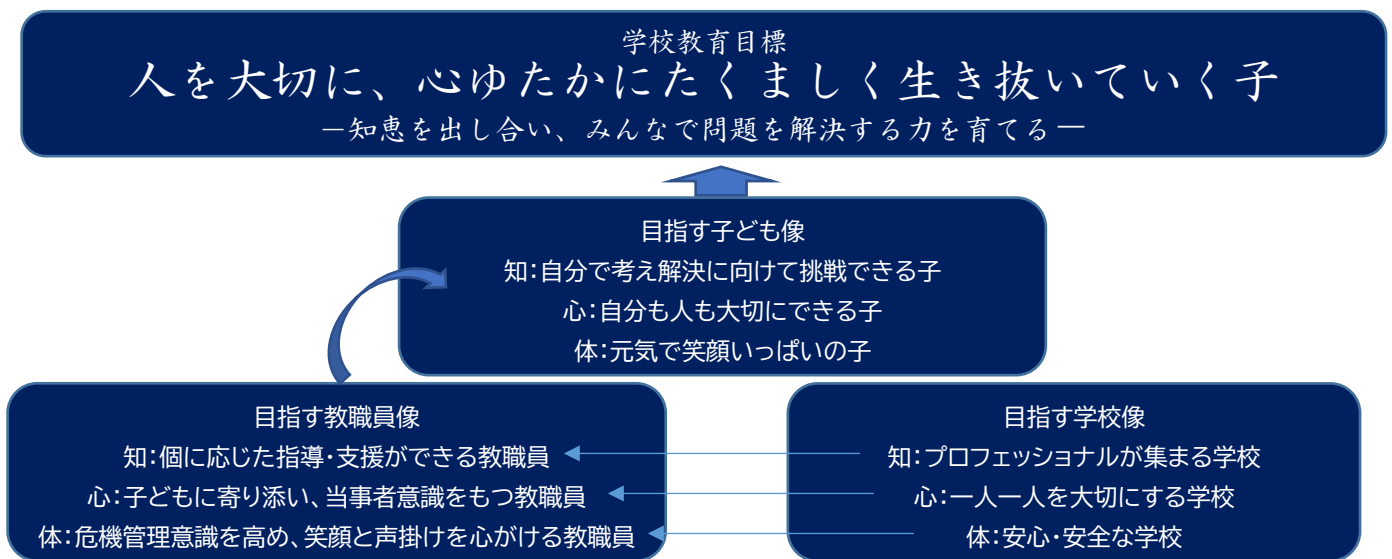 学校教育目標
人を大切に、心ゆたかにたくましく生き抜いていく子
－知恵を出し合い、みんなで問題を解決する力を育てる―
目指す子ども像
知:自分で考え解決に向けて挑戦できる子
心:自分も人も大切にできる子
体:元気で笑顔いっぱいの子
目指す教職員像
知:個に応じた指導・支援ができる教職員
心:子どもに寄り添い、当事者意識をもつ教職員
体:危機管理意識を高め、笑顔と声掛けを心がける教職員
目指す学校像
知:プロフェッショナルが集まる学校
心:一人一人を大切にする学校
体:安心・安全な学校